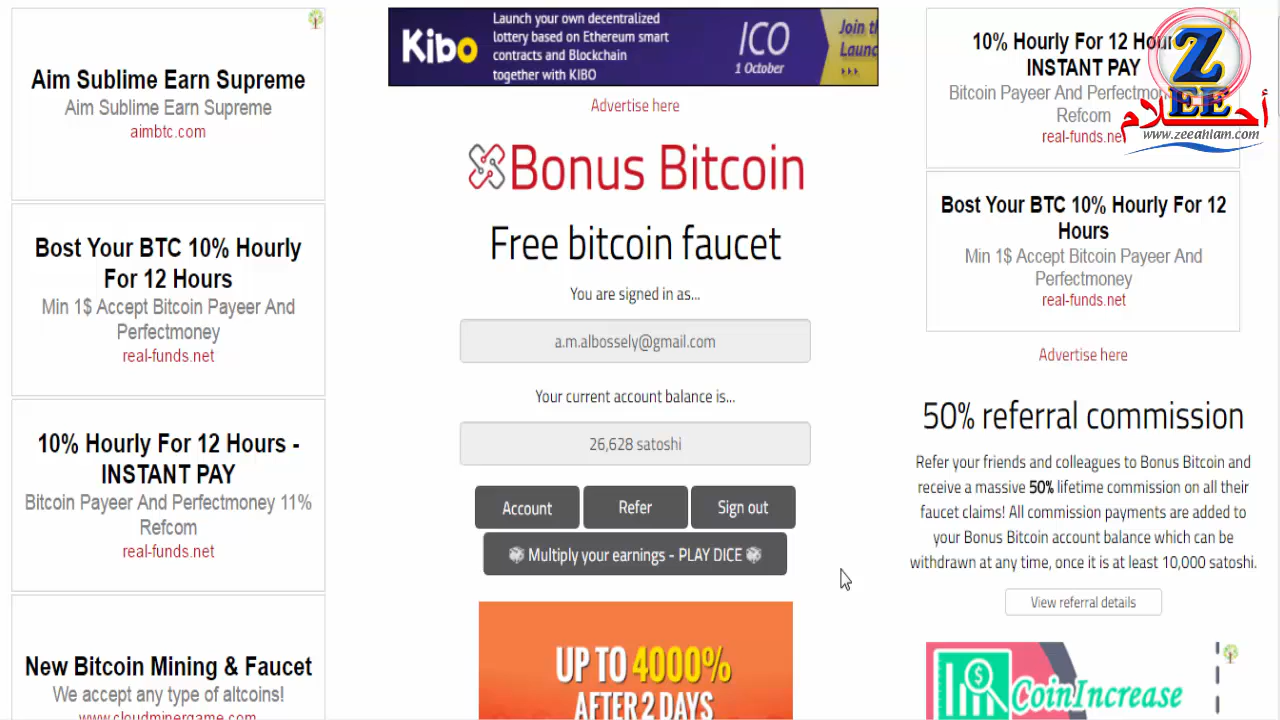 Aim Sublime Earn Supreme
Aim Sublime Earn Supreme
aimbtc.com
Bost Your BTC 10% Hourly
For 12 Hours
Min 1$ Accept Bitcoin Payeer And
Perfectmoney
real-funds.net
10% Hourly For 12 Hours -
INSTANT PAY
Bitcoin Payeer And Perfectmoney 11%
Refcom
real-funds.net
New Bitcoin Mining & Faucet
We accept any type of altcoins!
www.cloudminergame.com
Kibo
Launch your own decentralized
lottery based on Ethereum smart
contracts and Blockchain
together with KIBO
ICO
1 October
Join th
Launc
Advertise here
Bonus Bitcoin
Free bitcoin faucet
You are signed in as...
a.m.albossely@gmail.com
Your current account balance is...
26,628 satoshi
Account
Refer
Sign out
Multiply your earnings - PLAY DICE
UP TO 4000%
AFTER 2 DAYS
10% Hourly For 12 Hour
INSTANT PAY
Bitcoin Payeer And Perfectmon
Refcom
real-funds.ne
Z
EE
أحلام
www.zeeahlam.com
Bost Your BTC 10% Hourly For 12
Hours
Min 1$ Accept Bitcoin Payeer And
Perfectmoney
real-funds.net
Advertise here
50% referral commission
Refer your friends and colleagues to Bonus Bitcoin and
receive a massive 50% lifetime commission on all their
faucet claims! All commission payments are added to
your Bonus Bitcoin account balance which can be
withdrawn at any time, once it is at least 10,000 satoshi.
View referral details
CoinIncrease